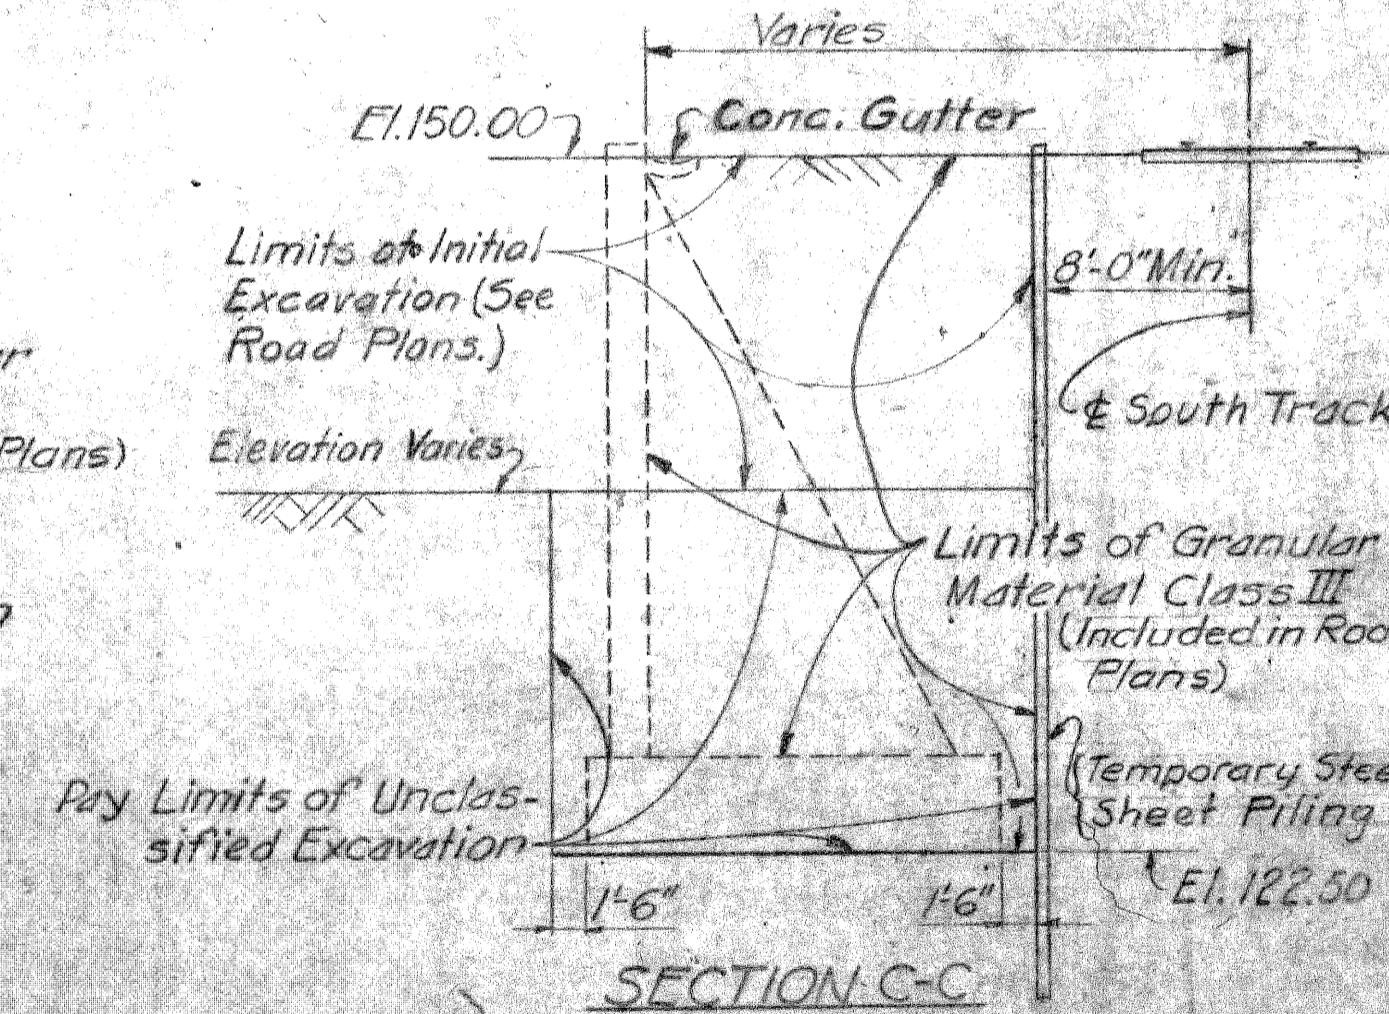 Varies
El.150.00
Conc. Gutter
Limits of Initial
Excavation (See
Road Plans.)
8'-0" Min.
℄ South Track
Plans)
Elevation Varies
Limits of Granular
Material Class III
(Included in Roa
Plans)
Pay Limits of Unclas-
sified Excavation
(Temporary Stee
Sheet Piling
1'-6"
1'-6"
El. 122.50
SECTION C-C